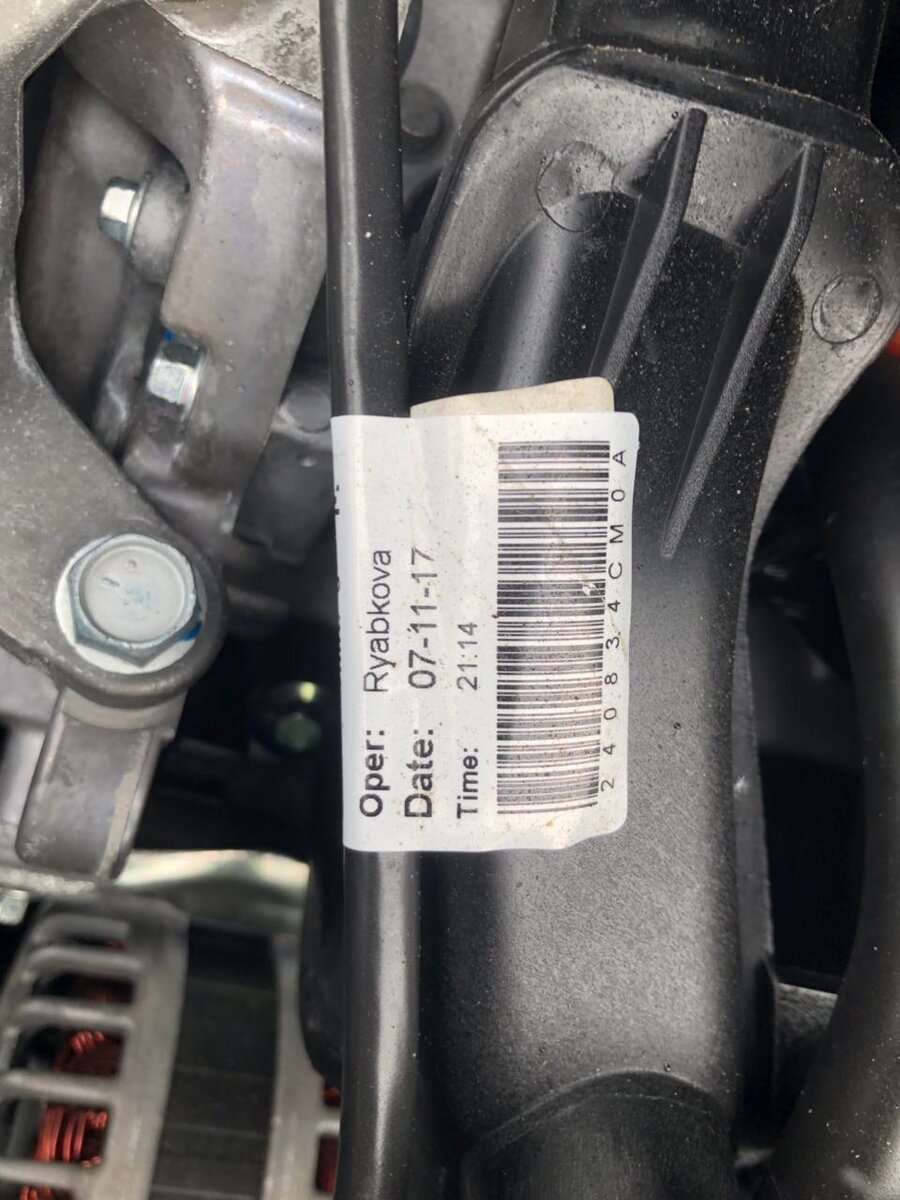 Oper: Ryabkova
Date: 07-11-17
Time: 21:14
240834CM0A